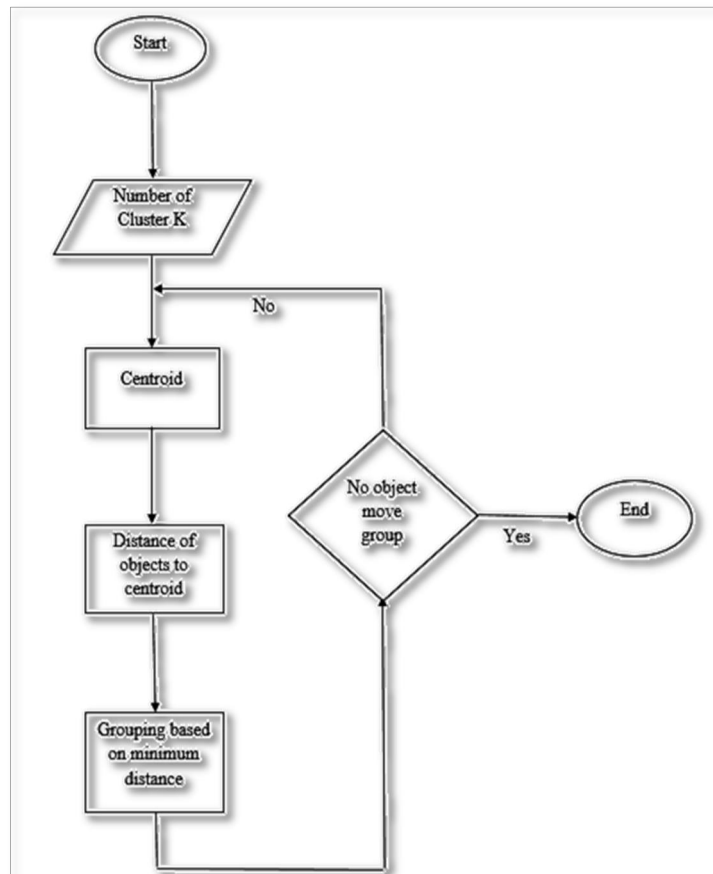 Start
Number of
Cluster K
No
Centroid
No object
move
group
End
Yes
Distance of
objects to
centroid
Grouping based
on minimum
distance